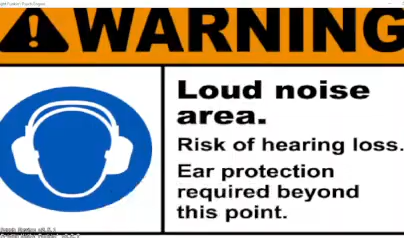 WARNING
Loud noise
area.
Risk of hearing loss.
Ear protection
required beyond
this point.